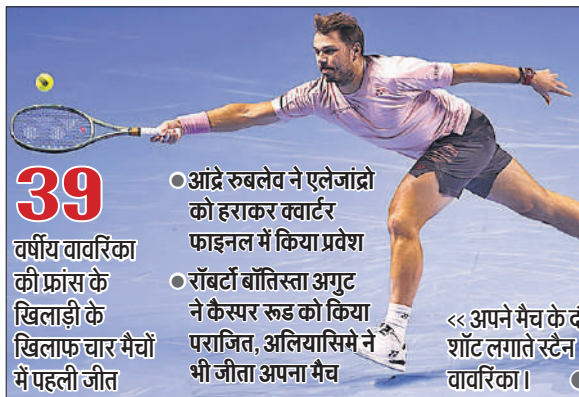 39
वर्षीय वावरिंका
की फ्रांस के
खिलाड़ी के
खिलाफ चार मैचों
में पहली जीत
●आंद्रे रुबलेव ने एलेजांद्रो
को हराकर क्वार्टर
फाइनल में किया प्रवेश
●रॉबर्टो बॉतिस्ता अगुट
ने कैस्पर रूड को किया
पराजित, अलियासिमे ने
भी जीता अपना मैच
<< अपने मैच के
शॉट लगाते स्टैन
वावरिंका।